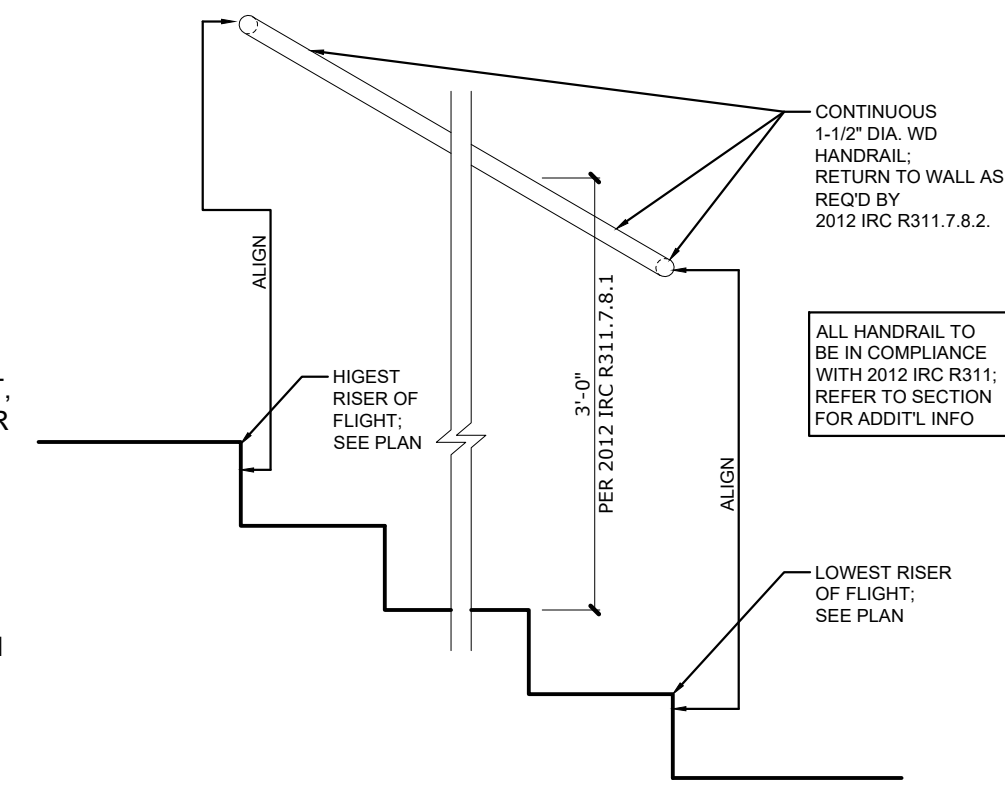 CONTINUOUS
1-1/2" DIA. WD
HANDRAIL;
RETURN TO WALL AS
REQ'D BY
2012 IRC R311.7.8.2.
ALIGN
3'-0"
PER 2012 IRC R311.7.8.1
ALL HANDRAIL TO
BE IN COMPLIANCE
WITH 2012 IRC R311;
REFER TO SECTION
FOR ADDIT'L INFO
HIGEST
RISER OF
FLIGHT;
SEE PLAN
ALIGN
LOWEST RISER
OF FLIGHT;
SEE PLAN